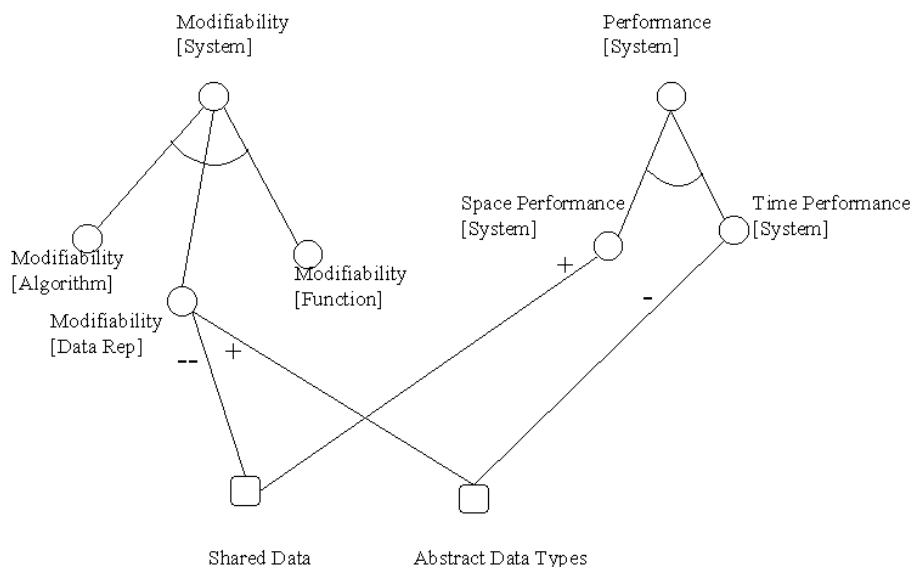 Modifiability
[System]
Performance
[System]
Space Performance
[System]
Time Performance
[System]
Modifiability
[Algorithm]
Modifiability
[Function]
+
-
Modifiability
[Data Rep]
--
+
Shared Data
Abstract Data Types